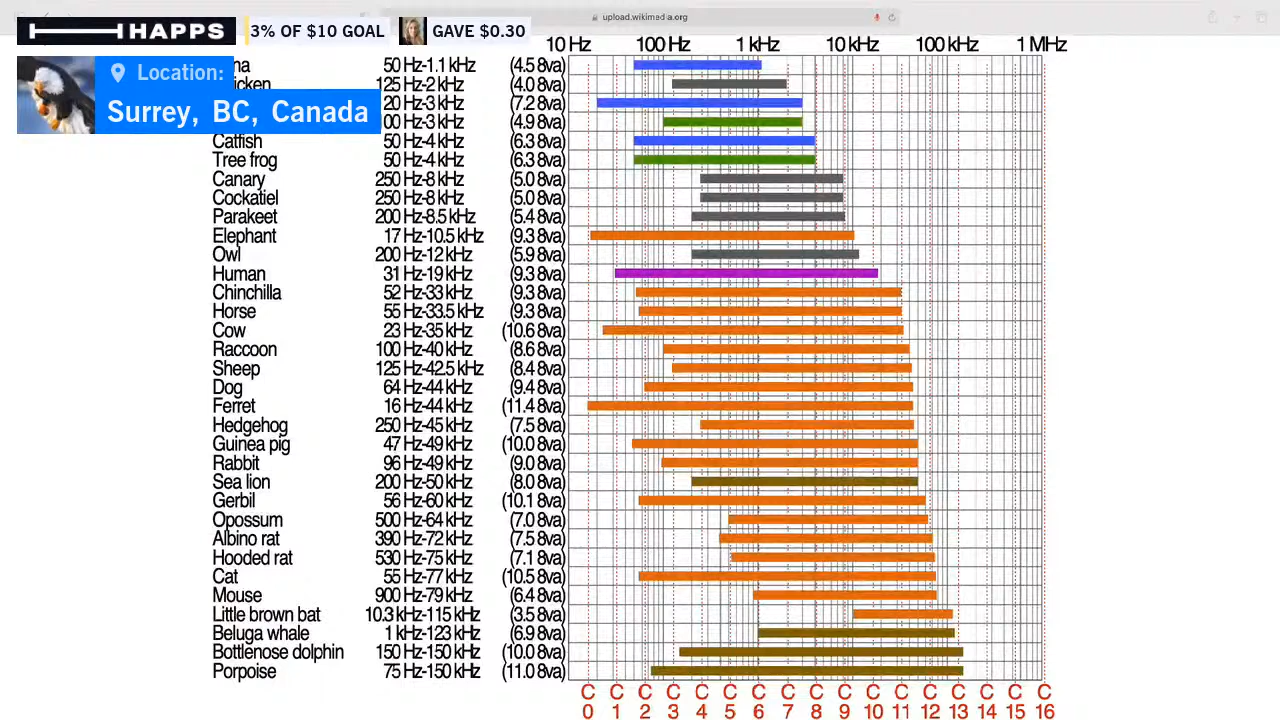 upload.wikimedia.org
HAPPS 3% OF $10 GOAL GAVE $0.30
10 Hz 100 Hz 1 kHz 10 kHz 100 kHz 1 MHz
Location:
Surrey, BC, Canada
50 Hz-1.1 kHz (4.5 8va)
125 Hz-2 kHz (4.0 8va)
20 Hz-3 kHz (7.2 8va)
00 Hz-3 kHz (4.9 8va)
Catfish 50 Hz-4 kHz (6.3 8va)
Tree frog 50 Hz-4 kHz (6.3 8va)
Canary 250 Hz-8 kHz (5.0 8va)
Cockatiel 250 Hz-8 kHz (5.0 8va)
Parakeet 200 Hz-8.5 kHz (5.4 8va)
Elephant 17 Hz-10.5 kHz (9.3 8va)
Owl 200 Hz-12 kHz (5.9 8va)
Human 31 Hz-19 kHz (9.3 8va)
Chinchilla 52 Hz-33 kHz (9.3 8va)
Horse 55 Hz-33.5 kHz (9.3 8va)
Cow 23 Hz-35 kHz (10.6 8va)
Raccoon 100 Hz-40 kHz (8.6 8va)
Sheep 125 Hz-42.5 kHz (8.4 8va)
Dog 64 Hz-44 kHz (9.4 8va)
Ferret 16 Hz-44 kHz (11.4 8va)
Hedgehog 250 Hz-45 kHz (7.5 8va)
Guinea pig 47 Hz-49 kHz (10.0 8va)
Rabbit 96 Hz-49 kHz (9.0 8va)
Sea lion 200 Hz-50 kHz (8.0 8va)
Gerbil 56 Hz-60 kHz (10.1 8va)
Opossum 500 Hz-64 kHz (7.0 8va)
Albino rat 390 Hz-72 kHz (7.5 8va)
Hooded rat 530 Hz-75 kHz (7.1 8va)
Cat 55 Hz-77 kHz (10.5 8va)
Mouse 900 Hz-79 kHz (6.4 8va)
Little brown bat 10.3 kHz-115 kHz (3.5 8va)
Beluga whale 1 kHz-123 kHz (6.9 8va)
Bottlenose dolphin 150 Hz-150 kHz (10.0 8va)
Porpoise 75 Hz-150 kHz (11.0 8va)
C C C C C C C C C C C C C C C C C
0 1 2 3 4 5 6 7 8 9 10 11 12 13 14 15 16